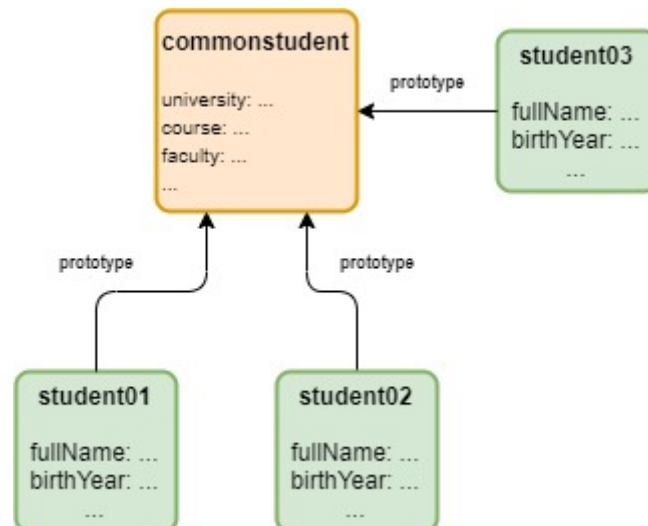 commonstudent
university: ...
course: ...
faculty: ...
...
prototype
student03
fullName: ...
birthYear: ...
...
prototype
prototype
student01
fullName: ...
birthYear: ...
...
student02
fullName: ...
birthYear: ...
...